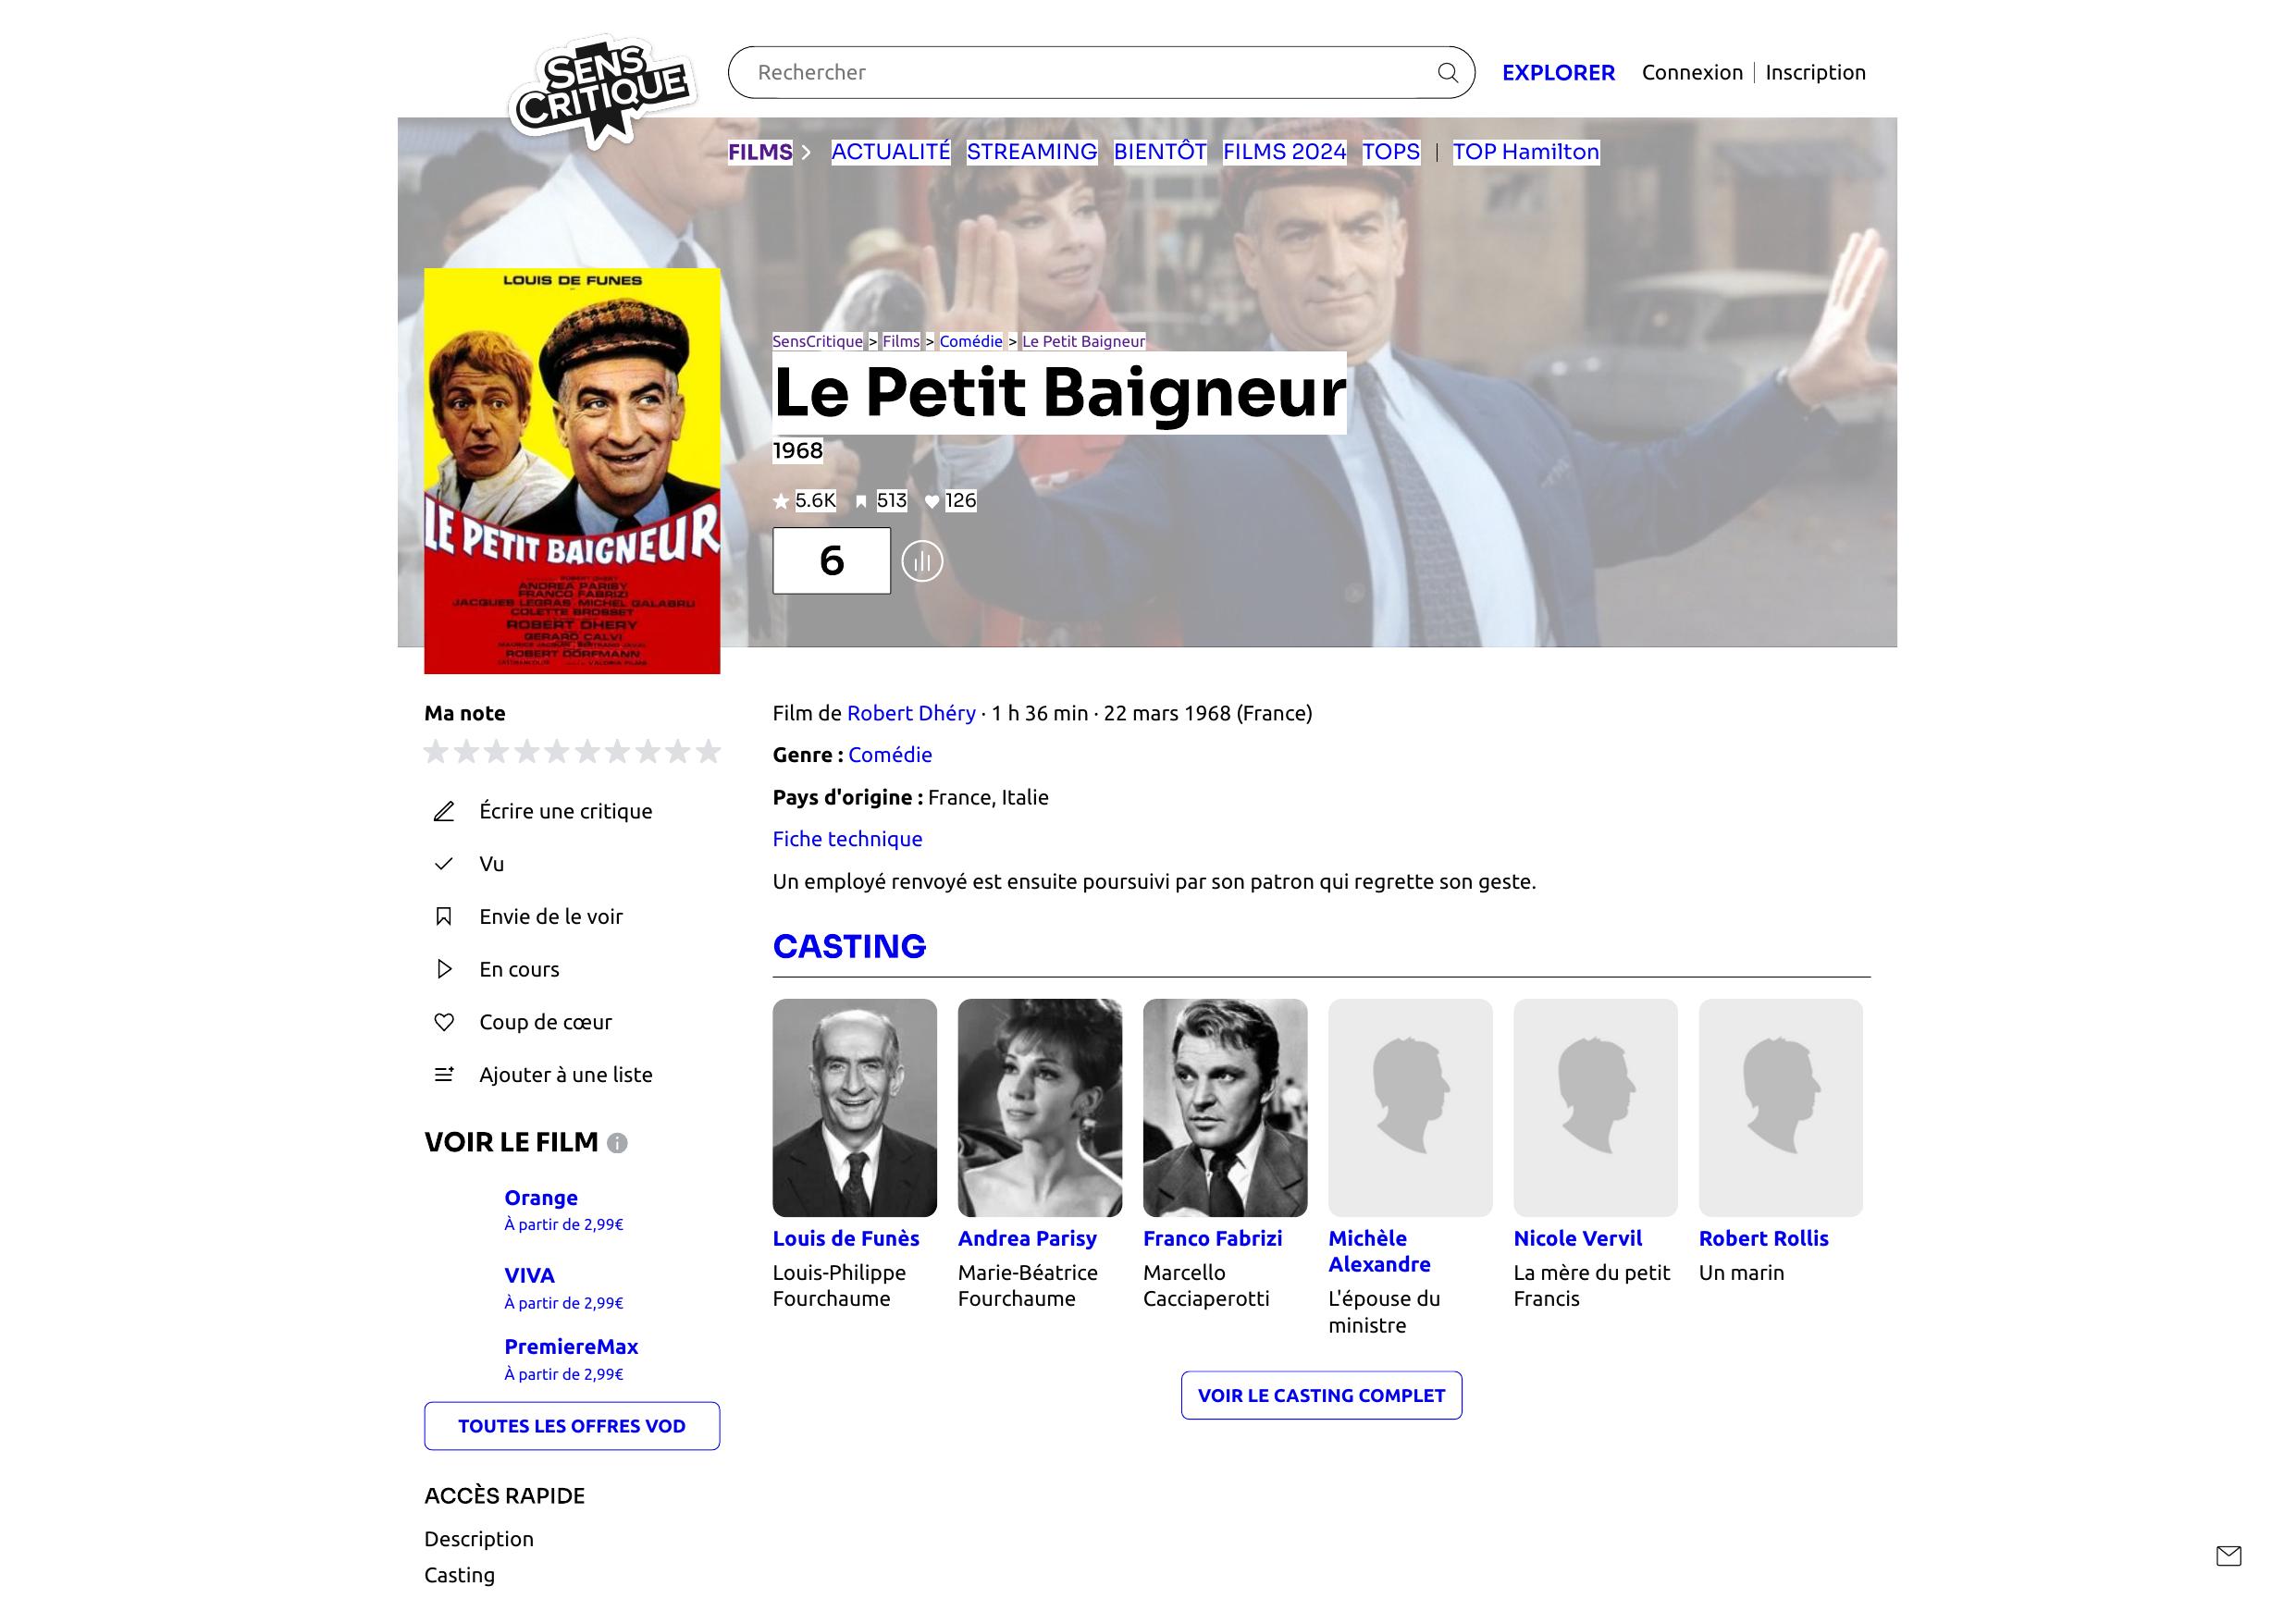 SENS
CRITIQUE
Rechercher
EXPLORER
Connexion | Inscription
FILMS
ACTUALITÉ STREAMING BIENTÔT FILMS 2024 TOPS | TOP Hamilton
LOUIS DE FUNES
LE PETIT BAIGNEUR
ANDREA PARISY
FRANCO FABRIZI
JACQUES LEGRAS MICHEL GALABRU
COLETTE BROSSET
ROBERT DHERY
GERARD CALVI
ROBERT DORFMANN
SensCritique > Films > Comédie > Le Petit Baigneur
Le Petit Baigneur
1968
5.6K 513 126
6
Ma note
Écrire une critique
Vu
Envie de le voir
En cours
Coup de cœur
Ajouter à une liste
VOIR LE FILM
Orange
À partir de 2,99€
VIVA
À partir de 2,99€
PremiereMax
À partir de 2,99€
TOUTES LES OFFRES VOD
ACCÈS RAPIDE
Description
Casting
Film de Robert Dhéry · 1 h 36 min · 22 mars 1968 (France)
Genre : Comédie
Pays d'origine : France, Italie
Fiche technique
Un employé renvoyé est ensuite poursuivi par son patron qui regrette son geste.
CASTING
Louis de Funès
Louis-Philippe
Fourchaume
Andrea Parisy
Marie-Béatrice
Fourchaume
Franco Fabrizi
Marcello
Cacciaperotti
Michèle
Alexandre
L'épouse du
ministre
Nicole Vervil
La mère du petit
Francis
Robert Rollis
Un marin
VOIR LE CASTING COMPLET